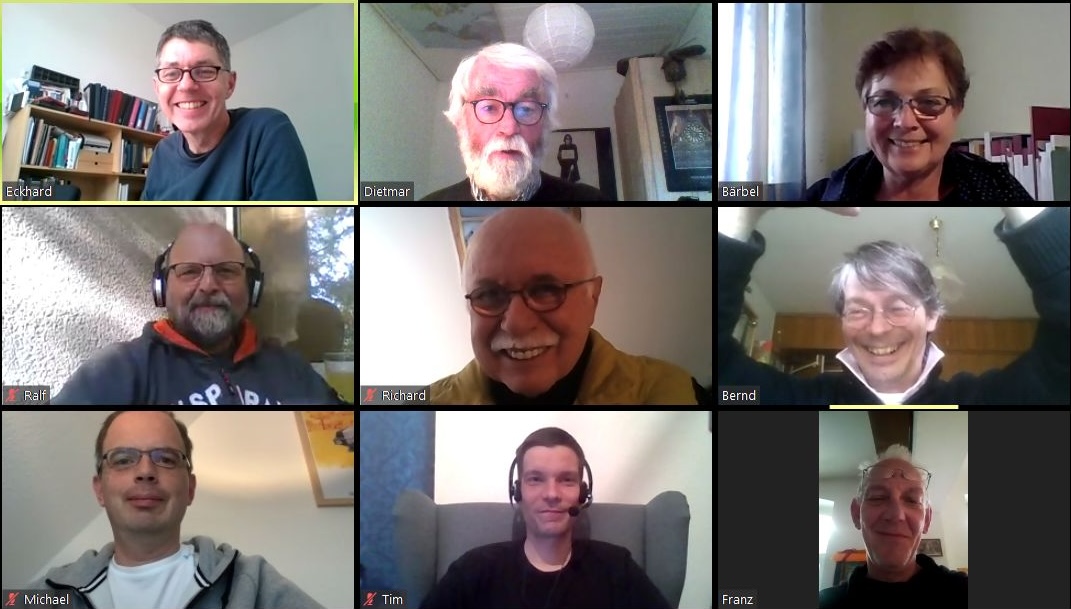 Eckhard
Dietmar
Bärbel
Ralf
Richard
Bernd
Michael
Tim
Franz